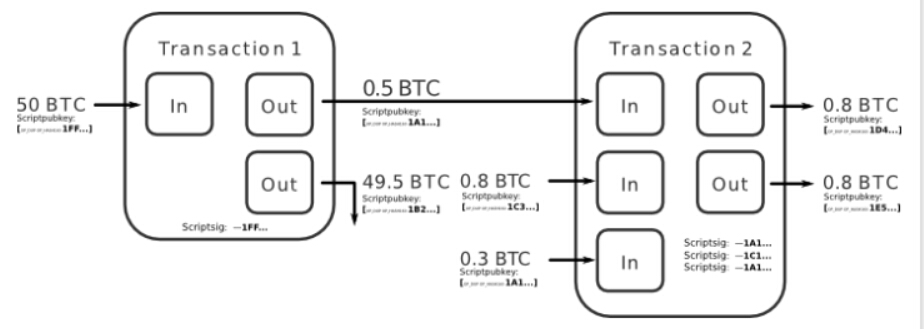 Transaction 1
50 BTC
Scriptpubkey:
1FF...]
In
Out
Out
Scriptsig: —1FF...
0.5 BTC
Scriptpubkey:
1A1...]
49.5 BTC
Scriptpubkey:
1B2...]
Transaction 2
0.8 BTC
Scriptpubkey:
1C3...]
0.3 BTC
Scriptpubkey:
1A1...]
In
In
In
Out
Out
Scriptsig: —1A1...
Scriptsig: —1C1...
Scriptsig: —1A1...
0.8 BTC
Scriptpubkey:
1D4...]
0.8 BTC
Scriptpubkey:
1E5...]